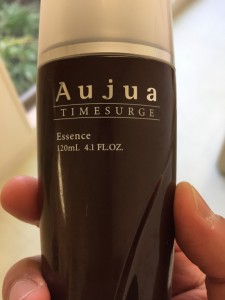 Aujua
TIMESURGE
Essence
120mL 4.1 FL.OZ.